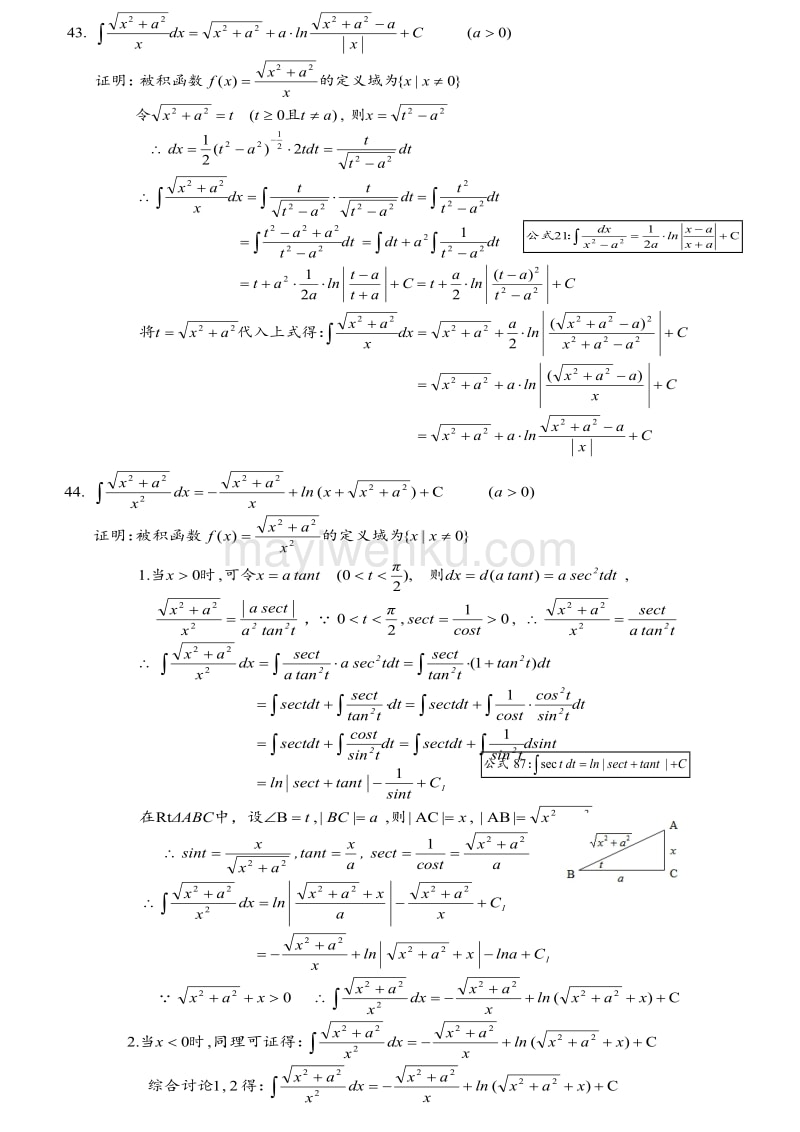 43. ∫ √(x²+a²)/x dx = √(x²+a²) + a·ln (√(x²+a²)−a)/|x| + C (a>0)
证明:被积函数 f(x) = √(x²+a²)/x 的定义域为{x|x≠0}
令√(x²+a²) = t (t≥0且t≠a), 则x = √(t²−a²)
∴ dx = 1/2 (t²−a²)^(−1/2)·2tdt = t/√(t²−a²) dt
∴ ∫ √(x²+a²)/x dx = ∫ t/√(t²−a²) · t/√(t²−a²) dt = ∫ t²/(t²−a²) dt
= ∫ (t²−a²+a²)/(t²−a²) dt = ∫dt + a² ∫ 1/(t²−a²) dt
公式21: ∫ dx/(x²−a²) = 1/2a · ln |(x−a)/(x+a)| + C
= t + a²· 1/2a · ln |(t−a)/(t+a)| + C = t + a/2 · ln |(t−a)²/(t²−a²)| + C
将t = √(x²+a²)代入上式得: ∫ √(x²+a²)/x dx = √(x²+a²) + a/2 · ln |(√(x²+a²)−a)²/(x²+a²−a²)| + C
= √(x²+a²) + a·ln |(√(x²+a²)−a)/x| + C
= √(x²+a²) + a·ln (√(x²+a²)−a)/|x| + C
44. ∫ √(x²+a²)/x² dx = − √(x²+a²)/x + ln(x+√(x²+a²)) + C (a>0)
证明:被积函数 f(x) = √(x²+a²)/x² 的定义域为{x|x≠0}
mayiwenku.com
1.当x>0时,可令x = a tant (0<t<π/2), 则dx = d(a tant) = a sec²tdt ,
√(x²+a²)/x² = |a sect|/(a² tan²t) , ∵ 0<t<π/2, sect = 1/cost > 0, ∴ √(x²+a²)/x² = sect/(a tan²t)
∴ ∫ √(x²+a²)/x² dx = ∫ sect/(a tan²t) · a sec²tdt = ∫ sect/tan²t ·(1+tan²t)dt
= ∫sectdt + ∫ sect/tan²t ·dt = ∫sectdt + ∫ 1/cost · cos²t/sin²t dt
= ∫sectdt + ∫ cost/sin²t dt = ∫sectdt + ∫ 1/sin²t dsint
公式 87: ∫sec t dt = ln|sect+tant|+C
= ln|sect+tant| − 1/sint + C₁
在RtΔABC中, 设∠B = t,|BC|= a ,则|AC|= x, |AB|= √x² ²
∴ sint = x/√(x²+a²) ,tant = x/a, sect = 1/cost = √(x²+a²)/a
A
√(x²+a²)
x
B t C
a
∴ ∫ √(x²+a²)/x² dx = ln |(√(x²+a²)+x)/a| − √(x²+a²)/x + C₁
= − √(x²+a²)/x + ln|√(x²+a²)+x| − lna + C₁
∵ √(x²+a²)+x > 0 ∴ ∫ √(x²+a²)/x² dx = − √(x²+a²)/x + ln(√(x²+a²)+x) + C
2.当x<0时,同理可证得: ∫ √(x²+a²)/x² dx = − √(x²+a²)/x + ln(√(x²+a²)+x) + C
综合讨论1, 2 得: ∫ √(x²+a²)/x² dx = − √(x²+a²)/x + ln(√(x²+a²)+x) + C